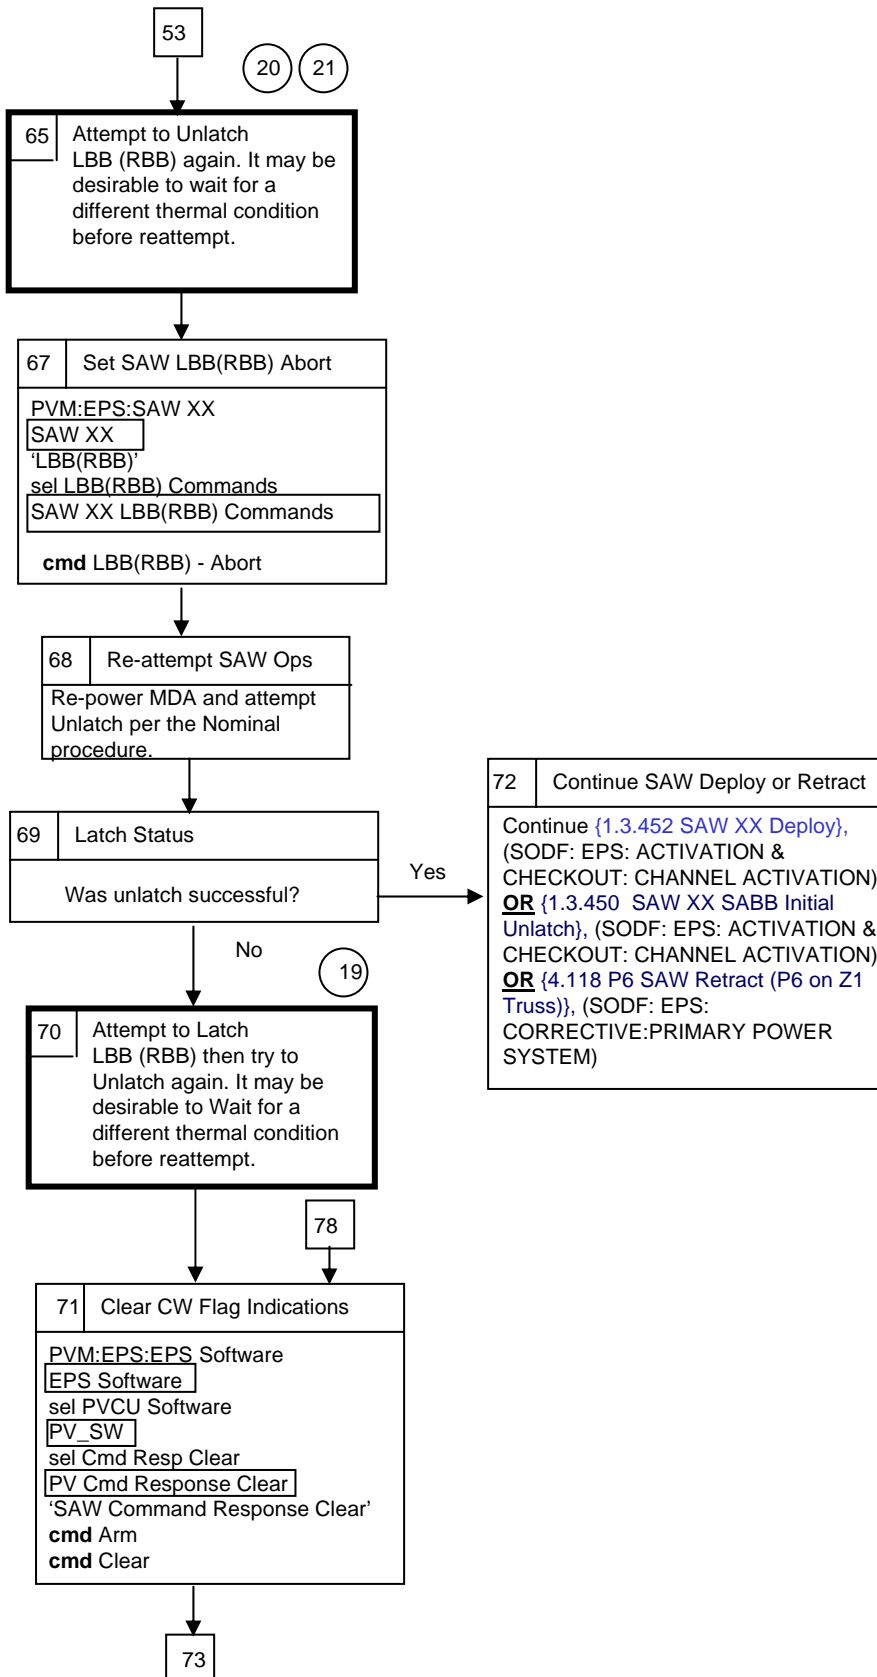 53
20 21
65 Attempt to Unlatch
LBB (RBB) again. It may be
desirable to wait for a
different thermal condition
before reattempt.
67 Set SAW LBB(RBB) Abort
PVM:EPS:SAW XX
SAW XX
‘LBB(RBB)’
sel LBB(RBB) Commands
SAW XX LBB(RBB) Commands
cmd LBB(RBB) - Abort
68 Re-attempt SAW Ops
Re-power MDA and attempt
Unlatch per the Nominal
procedure.
69 Latch Status
Was unlatch successful?
Yes
72 Continue SAW Deploy or Retract
Continue {1.3.452 SAW XX Deploy},
(SODF: EPS: ACTIVATION &
CHECKOUT: CHANNEL ACTIVATION)
OR {1.3.450 SAW XX SABB Initial
Unlatch}, (SODF: EPS: ACTIVATION &
CHECKOUT: CHANNEL ACTIVATION)
OR {4.118 P6 SAW Retract (P6 on Z1
Truss)}, (SODF: EPS:
CORRECTIVE:PRIMARY POWER
SYSTEM)
No
19
70 Attempt to Latch
LBB (RBB) then try to
Unlatch again. It may be
desirable to Wait for a
different thermal condition
before reattempt.
78
71 Clear CW Flag Indications
PVM:EPS:EPS Software
EPS Software
sel PVCU Software
PV_SW
sel Cmd Resp Clear
PV Cmd Response Clear
‘SAW Command Response Clear’
cmd Arm
cmd Clear
73